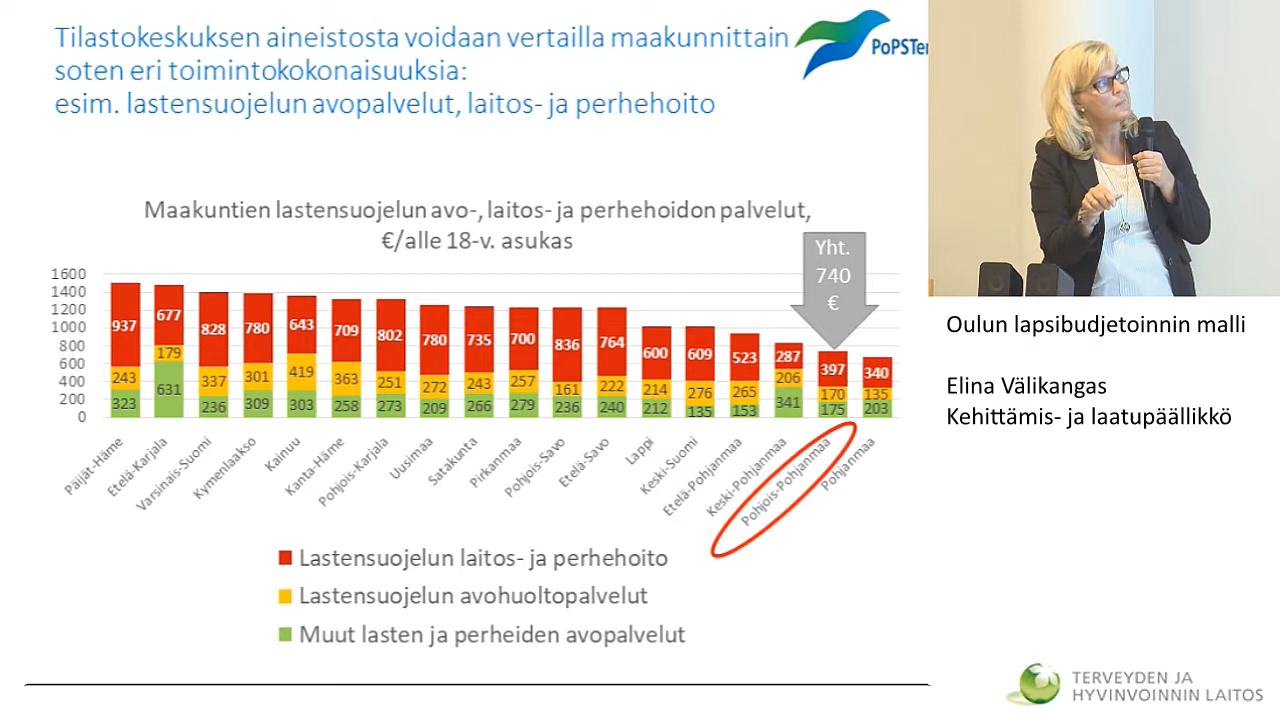 Tilastokeskuksen aineistosta voidaan vertailla maakunnittain
soten eri toimintokokonaisuuksia:
esim. lastensuojelun avopalvelut, laitos- ja perhehoito
PoPSTer
Maakuntien lastensuojelun avo-, laitos- ja perhehoidon palvelut,
€/alle 18-v. asukas
Yht.
740
€
1600
1400
1200
1000
800
600
400
200
0
937 677 828 780 643 709 802 780 735 700 836 764 600 609 523 287 397 340
243 179 337 301 419 363 251 272 243 257 161 222 214 276 265 206 170 135
323 631 236 309 303 258 273 209 266 279 236 240 212 135 153 341 175 203
Päijät-Häme
Etelä-Karjala
Varsinais-Suomi
Kymenlaakso
Kainuu
Kanta-Häme
Pohjois-Karjala
Uusimaa
Satakunta
Pirkanmaa
Pohjois-Savo
Etelä-Savo
Lappi
Keski-Suomi
Etelä-Pohjanmaa
Keski-Pohjanmaa
Pohjois-Pohjanmaa
Pohjanmaa
Lastensuojelun laitos- ja perhehoito
Lastensuojelun avohuoltopalvelut
Muut lasten ja perheiden avopalvelut
Oulun lapsibudjetoinnin malli
Elina Välikangas
Kehittämis- ja laatupäällikkö
TERVEYDEN JA
HYVINVOINNIN LAITOS